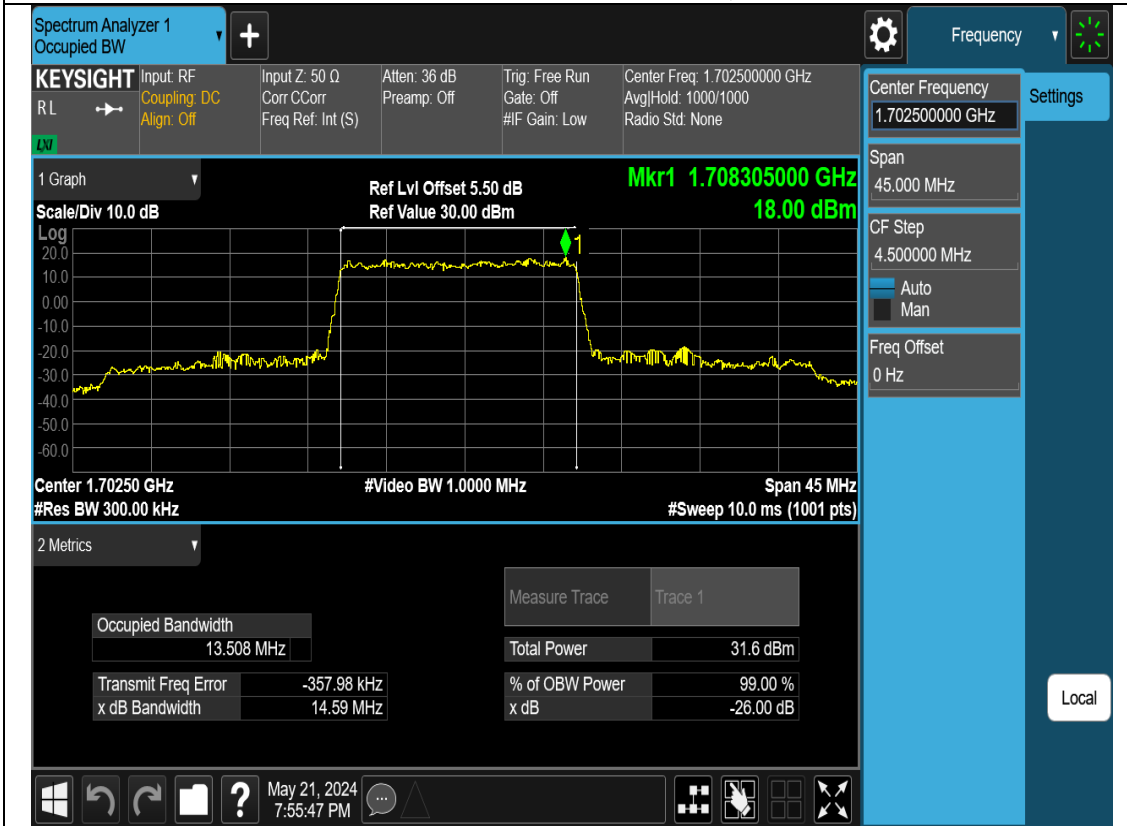 Spectrum Analyzer 1
Occupied BW
+
Frequency
KEYSIGHT
R L
LXI
Input: RF
Coupling: DC
Align: Off
Input Z: 50 Ω
Corr CCorr
Freq Ref: Int (S)
Atten: 36 dB
Preamp: Off
Trig: Free Run
Gate: Off
#IF Gain: Low
Center Freq: 1.702500000 GHz
Avg|Hold: 1000/1000
Radio Std: None
Center Frequency
1.702500000 GHz
Settings
Span
45.000 MHz
CF Step
4.500000 MHz
Auto
Man
Freq Offset
0 Hz
Local
1 Graph
Scale/Div 10.0 dB
Ref Lvl Offset 5.50 dB
Ref Value 30.00 dBm
Mkr1 1.708305000 GHz
18.00 dBm
Log
20.0
10.0
0.00
-10.0
-20.0
-30.0
-40.0
-50.0
-60.0
1
Center 1.70250 GHz
#Video BW 1.0000 MHz
Span 45 MHz
#Res BW 300.00 kHz
#Sweep 10.0 ms (1001 pts)
2 Metrics
Measure Trace Trace 1
Occupied Bandwidth
13.508 MHz
Total Power 31.6 dBm
Transmit Freq Error -357.98 kHz
% of OBW Power 99.00 %
x dB Bandwidth 14.59 MHz
x dB -26.00 dB
?
May 21, 2024
7:55:47 PM